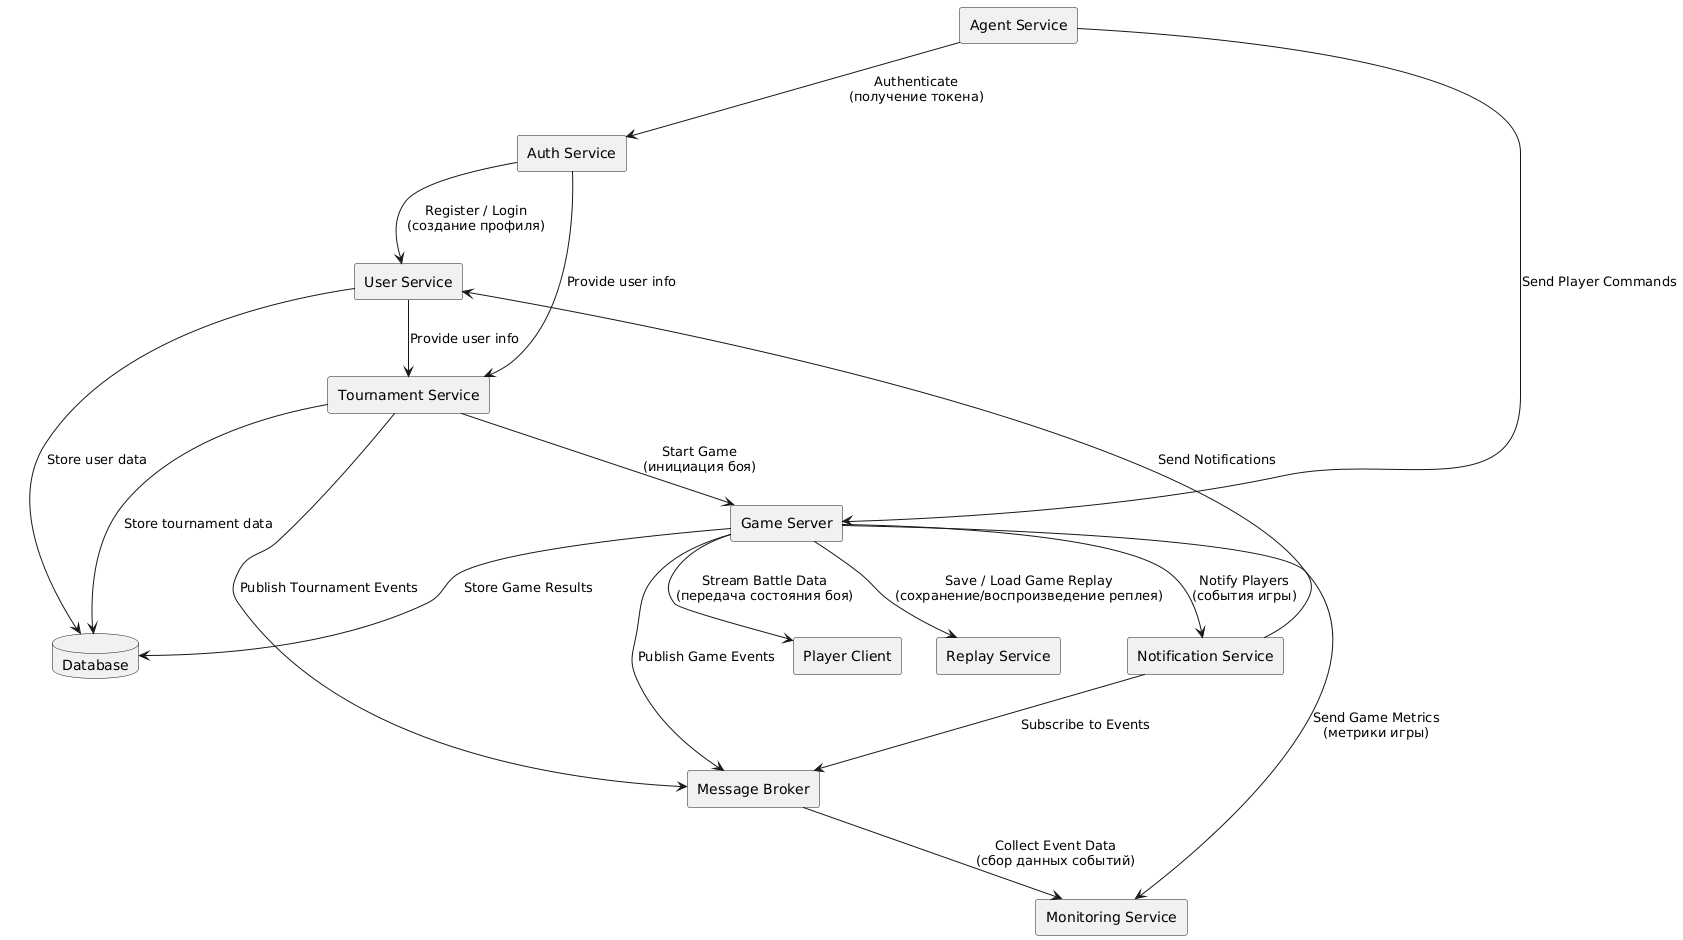 Agent Service
Authenticate
(получение токена)
Auth Service
Register / Login
(создание профиля)
User Service
Provide user info
Send Player Commands
Provide user info
Tournament Service
Store user data
Start Game
(инициация боя)
Send Notifications
Store tournament data
Game Server
Publish Tournament Events
Store Game Results
Stream Battle Data
(передача состояния боя)
Save / Load Game Replay
(сохранение/воспроизведение реплея)
Notify Players
(события игры)
Database
Publish Game Events
Player Client
Replay Service
Notification Service
Subscribe to Events
Send Game Metrics
(метрики игры)
Message Broker
Collect Event Data
(сбор данных событий)
Monitoring Service